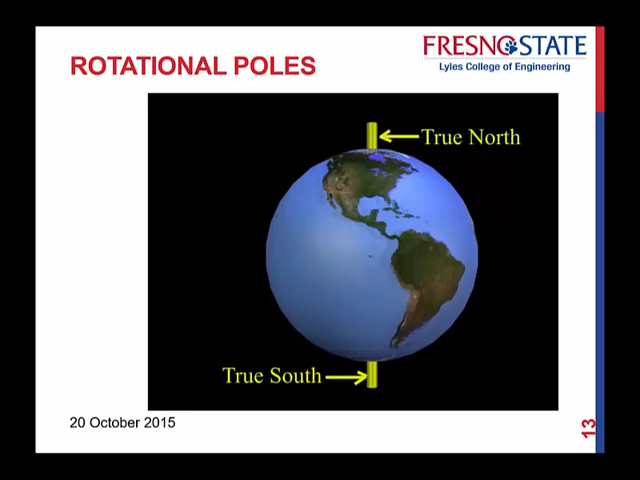 ROTATIONAL POLES
FRESNO STATE
Lyles College of Engineering
True North
True South
20 October 2015
13